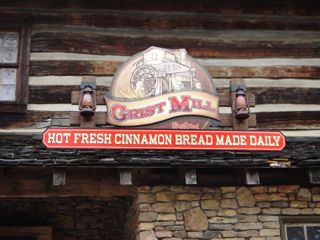 GRIST MILL
HOT FRESH CINNAMON BREAD MADE DAILY